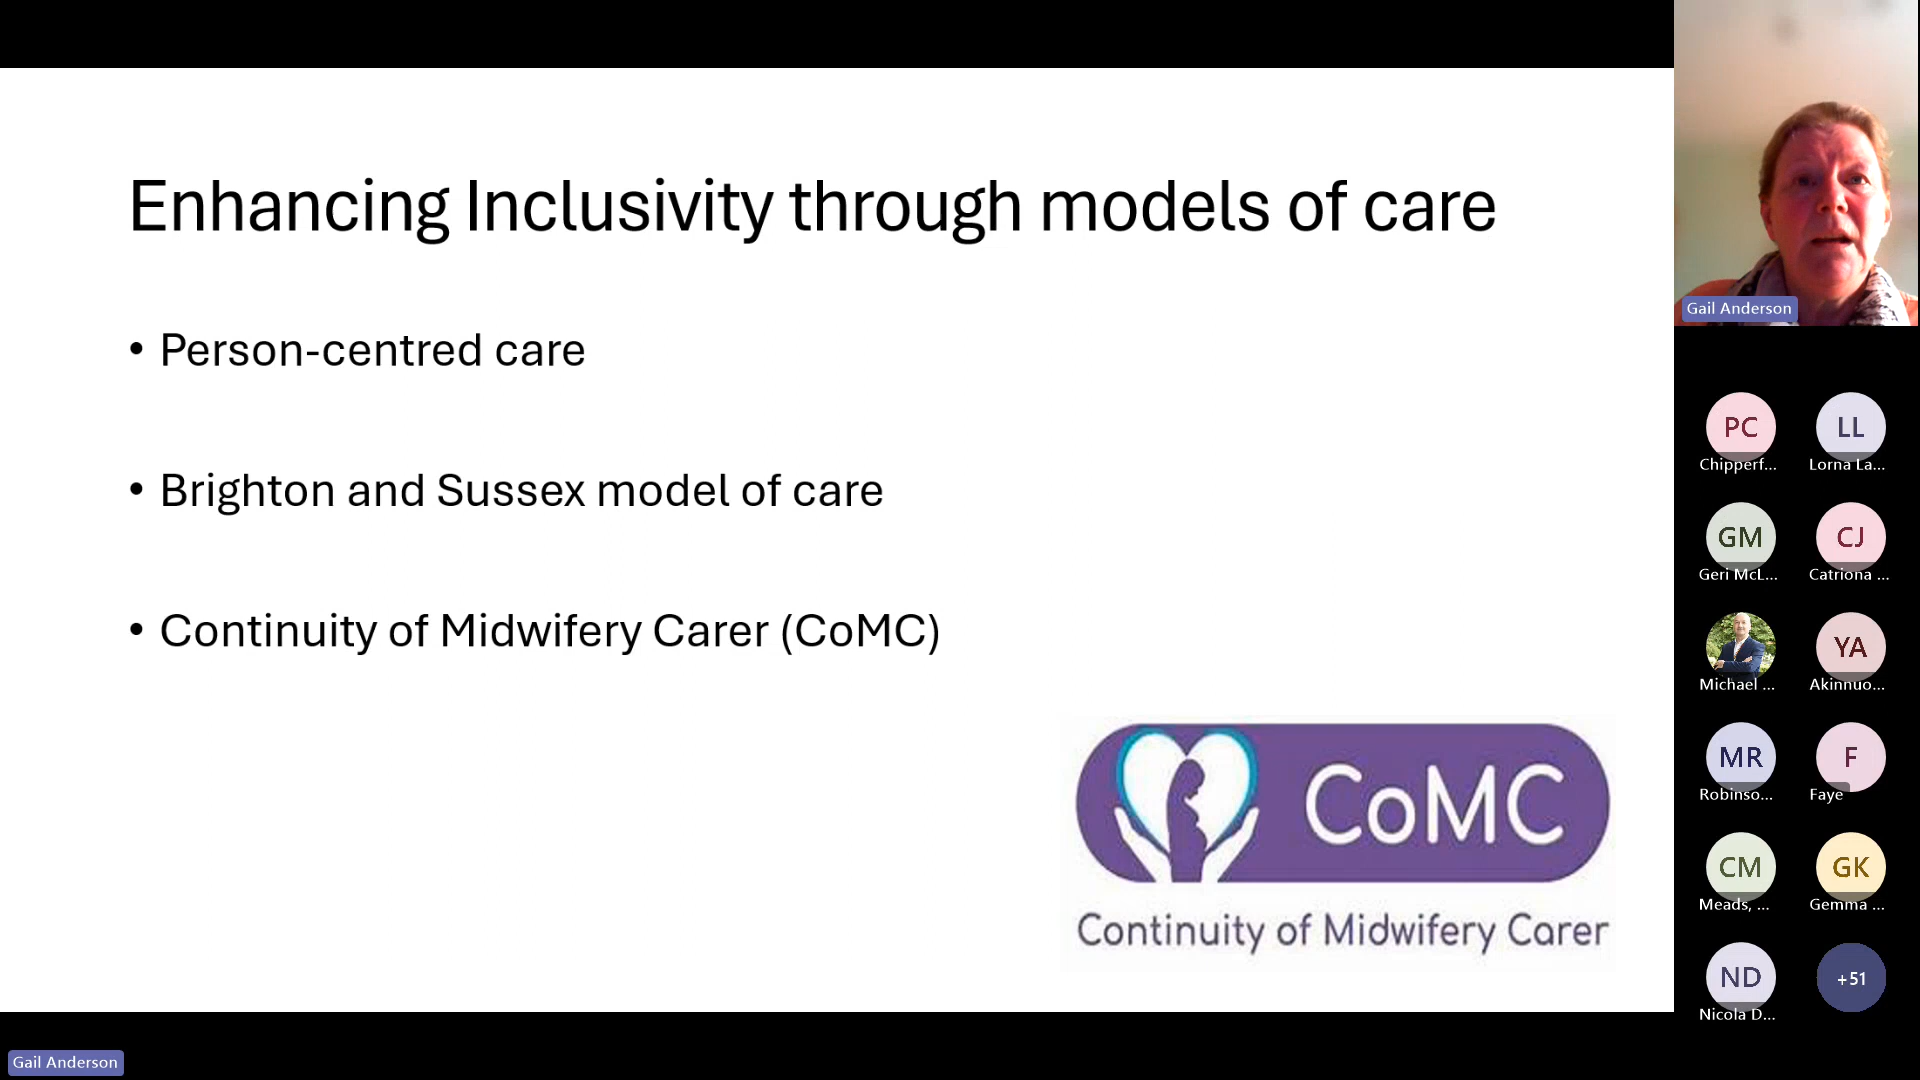 Enhancing Inclusivity through models of care
• Person-centred care
• Brighton and Sussex model of care
• Continuity of Midwifery Carer (CoMC)
CoMC
Continuity of Midwifery Carer
Gail Anderson
PC
Chipperf...
LL
Lorna La...
GM
Geri McL...
CJ
Catriona ...
Michael ...
YA
Akinnuo...
MR
Robinso...
F
Faye
CM
Meads, ...
GK
Gemma ...
ND
Nicola D...
+51
Gail Anderson